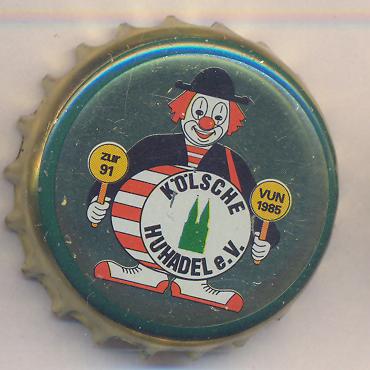 zur
91
KÖLSCHE
HUHADEL e.V.
VUN
1985